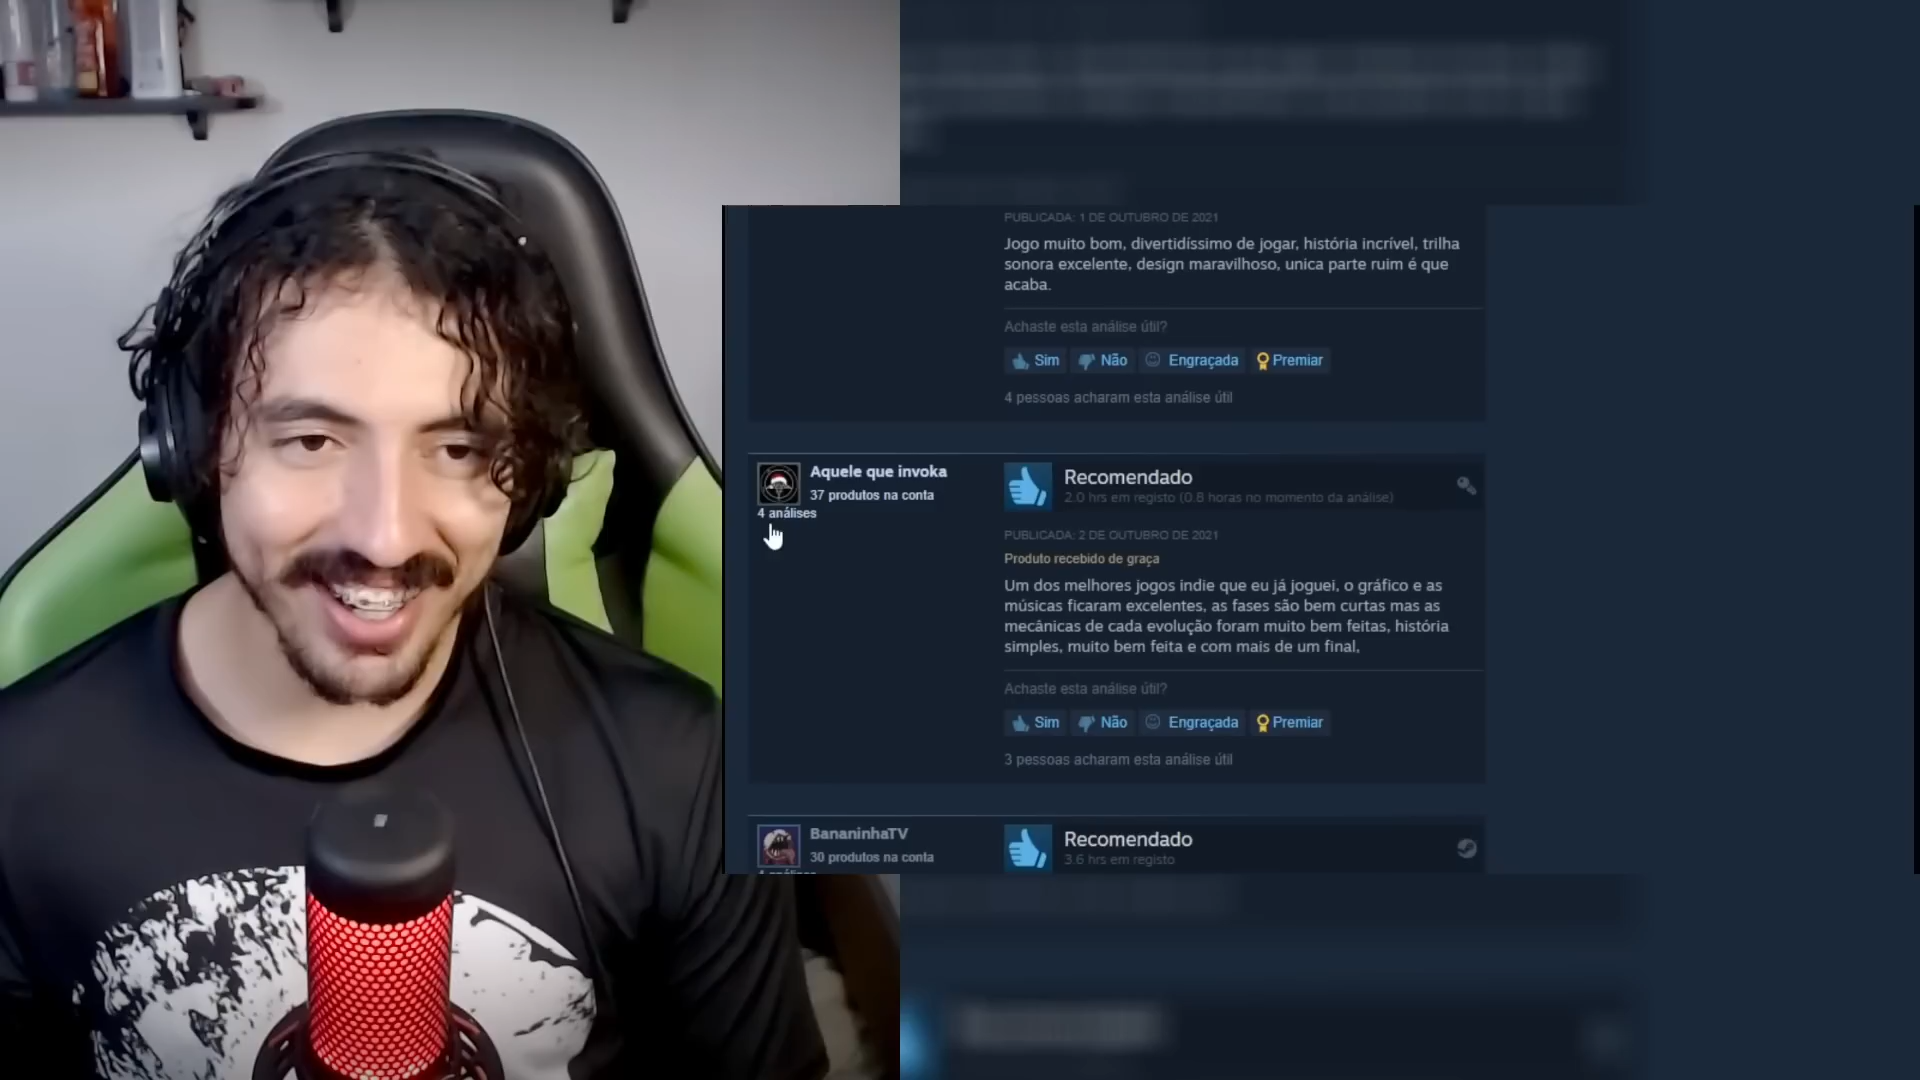 PUBLICADA: 1 DE OUTUBRO DE 2021
Jogo muito bom, divertidíssimo de jogar, história incrível, trilha
sonora excelente, design maravilhoso, unica parte ruim é que
acaba.
Achaste esta análise útil?
Sim Não Engraçada Premiar
4 pessoas acharam esta análise útil
Aquele que invoka
37 produtos na conta
4 análises
Recomendado
2.0 hrs em registo (0.8 horas no momento da análise)
PUBLICADA: 2 DE OUTUBRO DE 2021
Produto recebido de graça
Um dos melhores jogos indie que eu já joguei, o gráfico e as
músicas ficaram excelentes, as fases são bem curtas mas as
mecânicas de cada evolução foram muito bem feitas, história
simples, muito bem feita e com mais de um final,
Achaste esta análise útil?
Sim Não Engraçada Premiar
3 pessoas acharam esta análise útil
BananinhaTV
30 produtos na conta
Recomendado
3.6 hrs em registo